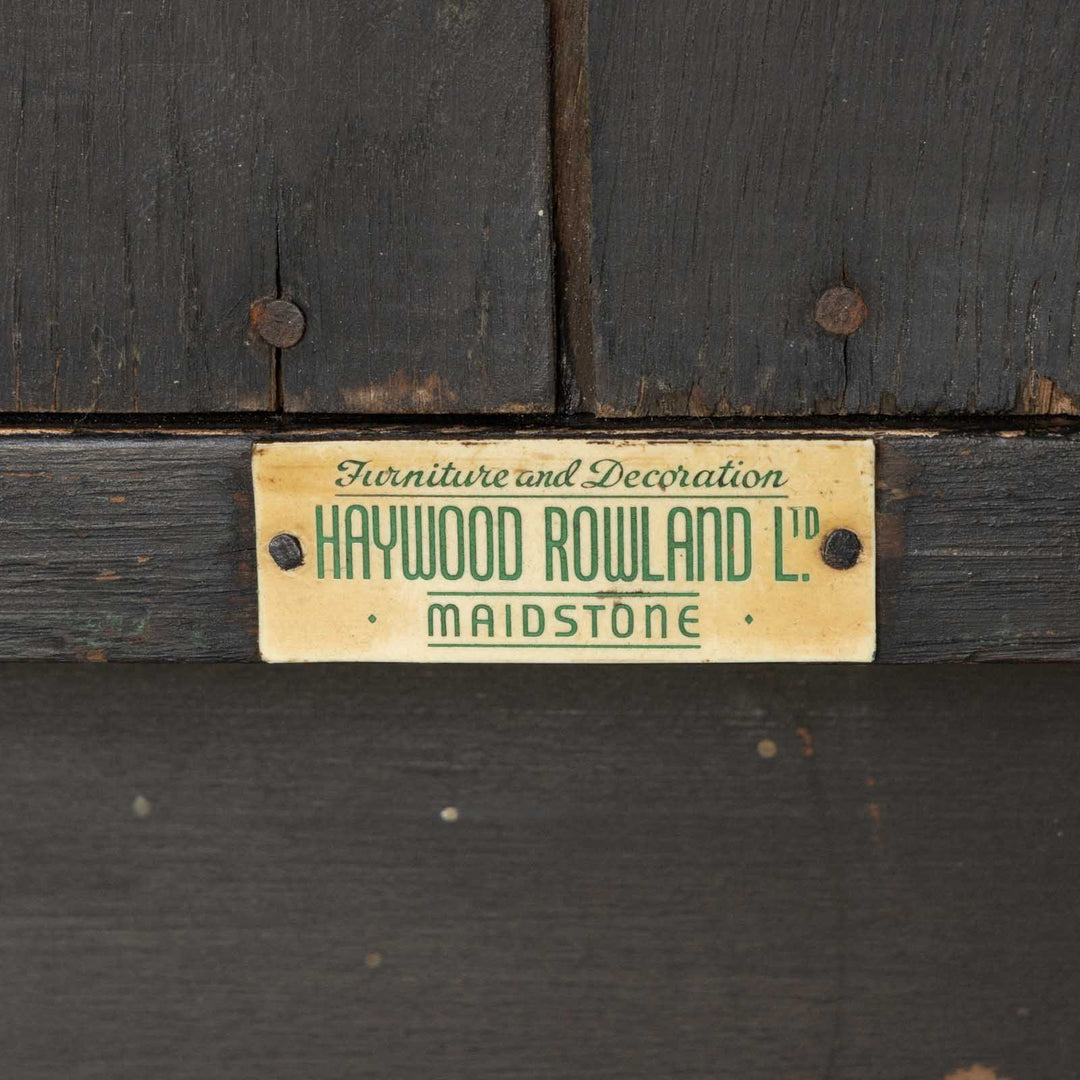 Furniture and Decoration
HAYWOOD ROWLAND LTD.
MAIDSTONE